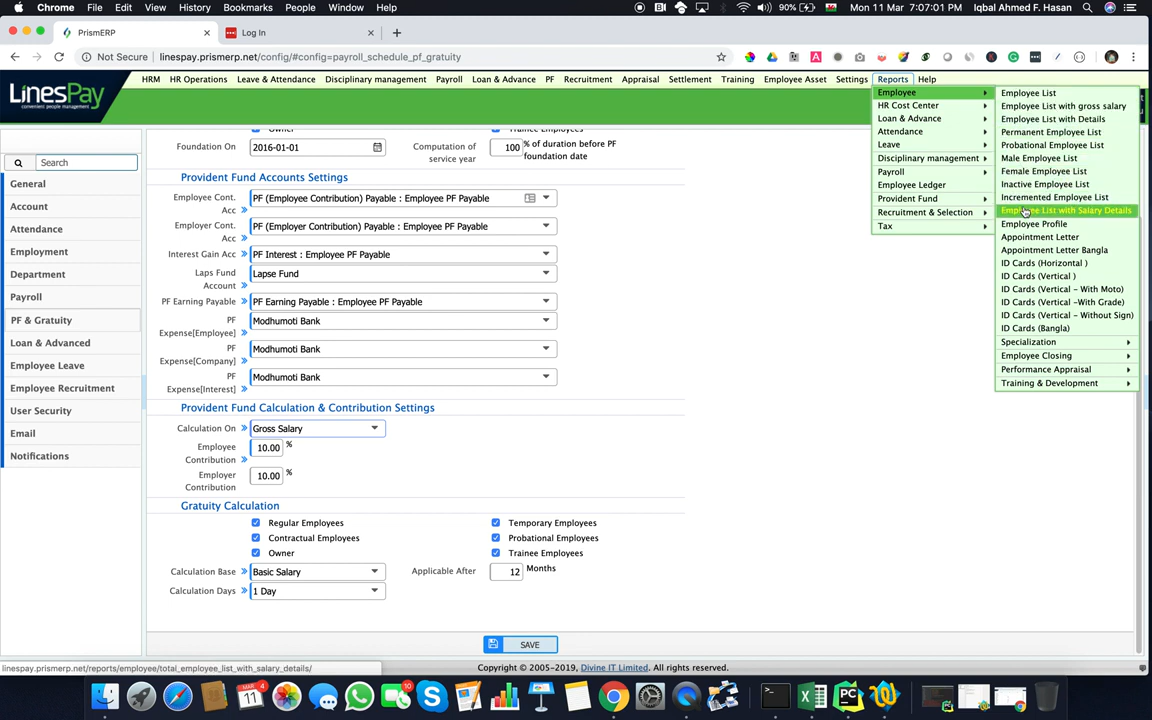 Chrome File Edit View History Bookmarks People Window Help 90% Mon 11 Mar 7:07:01 PM Iqbal Ahmed F. Hasan
PrismERP × Log In × +
Not Secure linespay.prismerp.net/config/#config=payroll_schedule_pf_gratuity
LinesPay
convenient people management
HRM HR Operations Leave & Attendance Disciplinary management Payroll Loan & Advance PF Recruitment Appraisal Settlement Training Employee Asset Settings Reports Help
Search
General
Account
Attendance
Employment
Department
Payroll
PF & Gratuity
Loan & Advanced
Employee Leave
Employee Recruitment
User Security
Email
Notifications
Owner Trainee Employees
Foundation On 2016-01-01 Computation of service year 100 % of duration before PF foundation date
Provident Fund Accounts Settings
Employee Cont. Acc » PF (Employee Contribution) Payable : Employee PF Payable
Employer Cont. Acc » PF (Employer Contribution) Payable : Employee PF Payable
Interest Gain Acc » PF Interest : Employee PF Payable
Laps Fund Account » Lapse Fund
PF Earning Payable » PF Earning Payable : Employee PF Payable
PF Expense[Employee] » Modhumoti Bank
PF Expense[Company] » Modhumoti Bank
PF Expense[Interest] » Modhumoti Bank
Provident Fund Calculation & Contribution Settings
Calculation On » Gross Salary
Employee Contribution » 10.00 %
Employer Contribution » 10.00 %
Gratuity Calculation
Regular Employees Temporary Employees
Contractual Employees Probational Employees
Owner Trainee Employees
Calculation Base » Basic Salary Applicable After 12 Months
Calculation Days » 1 Day
SAVE
Employee
HR Cost Center
Loan & Advance
Attendance
Leave
Disciplinary management
Payroll
Employee Ledger
Provident Fund
Recruitment & Selection
Tax
Employee List
Employee List with gross salary
Employee List with Details
Permanent Employee List
Probational Employee List
Male Employee List
Female Employee List
Inactive Employee List
Incremented Employee List
Employee List with Salary Details
Employee Profile
Appointment Letter
Appointment Letter Bangla
ID Cards (Horizontal )
ID Cards (Vertical )
ID Cards (Vertical - With Moto)
ID Cards (Vertical -With Grade)
ID Cards (Vertical - Without Sign)
ID Cards (Bangla)
Specialization
Employee Closing
Performance Appraisal
Training & Development
linespay.prismerp.net/reports/employee/total_employee_list_with_salary_details/
Copyright © 2005-2019, Divine IT Limited. All rights reserved.